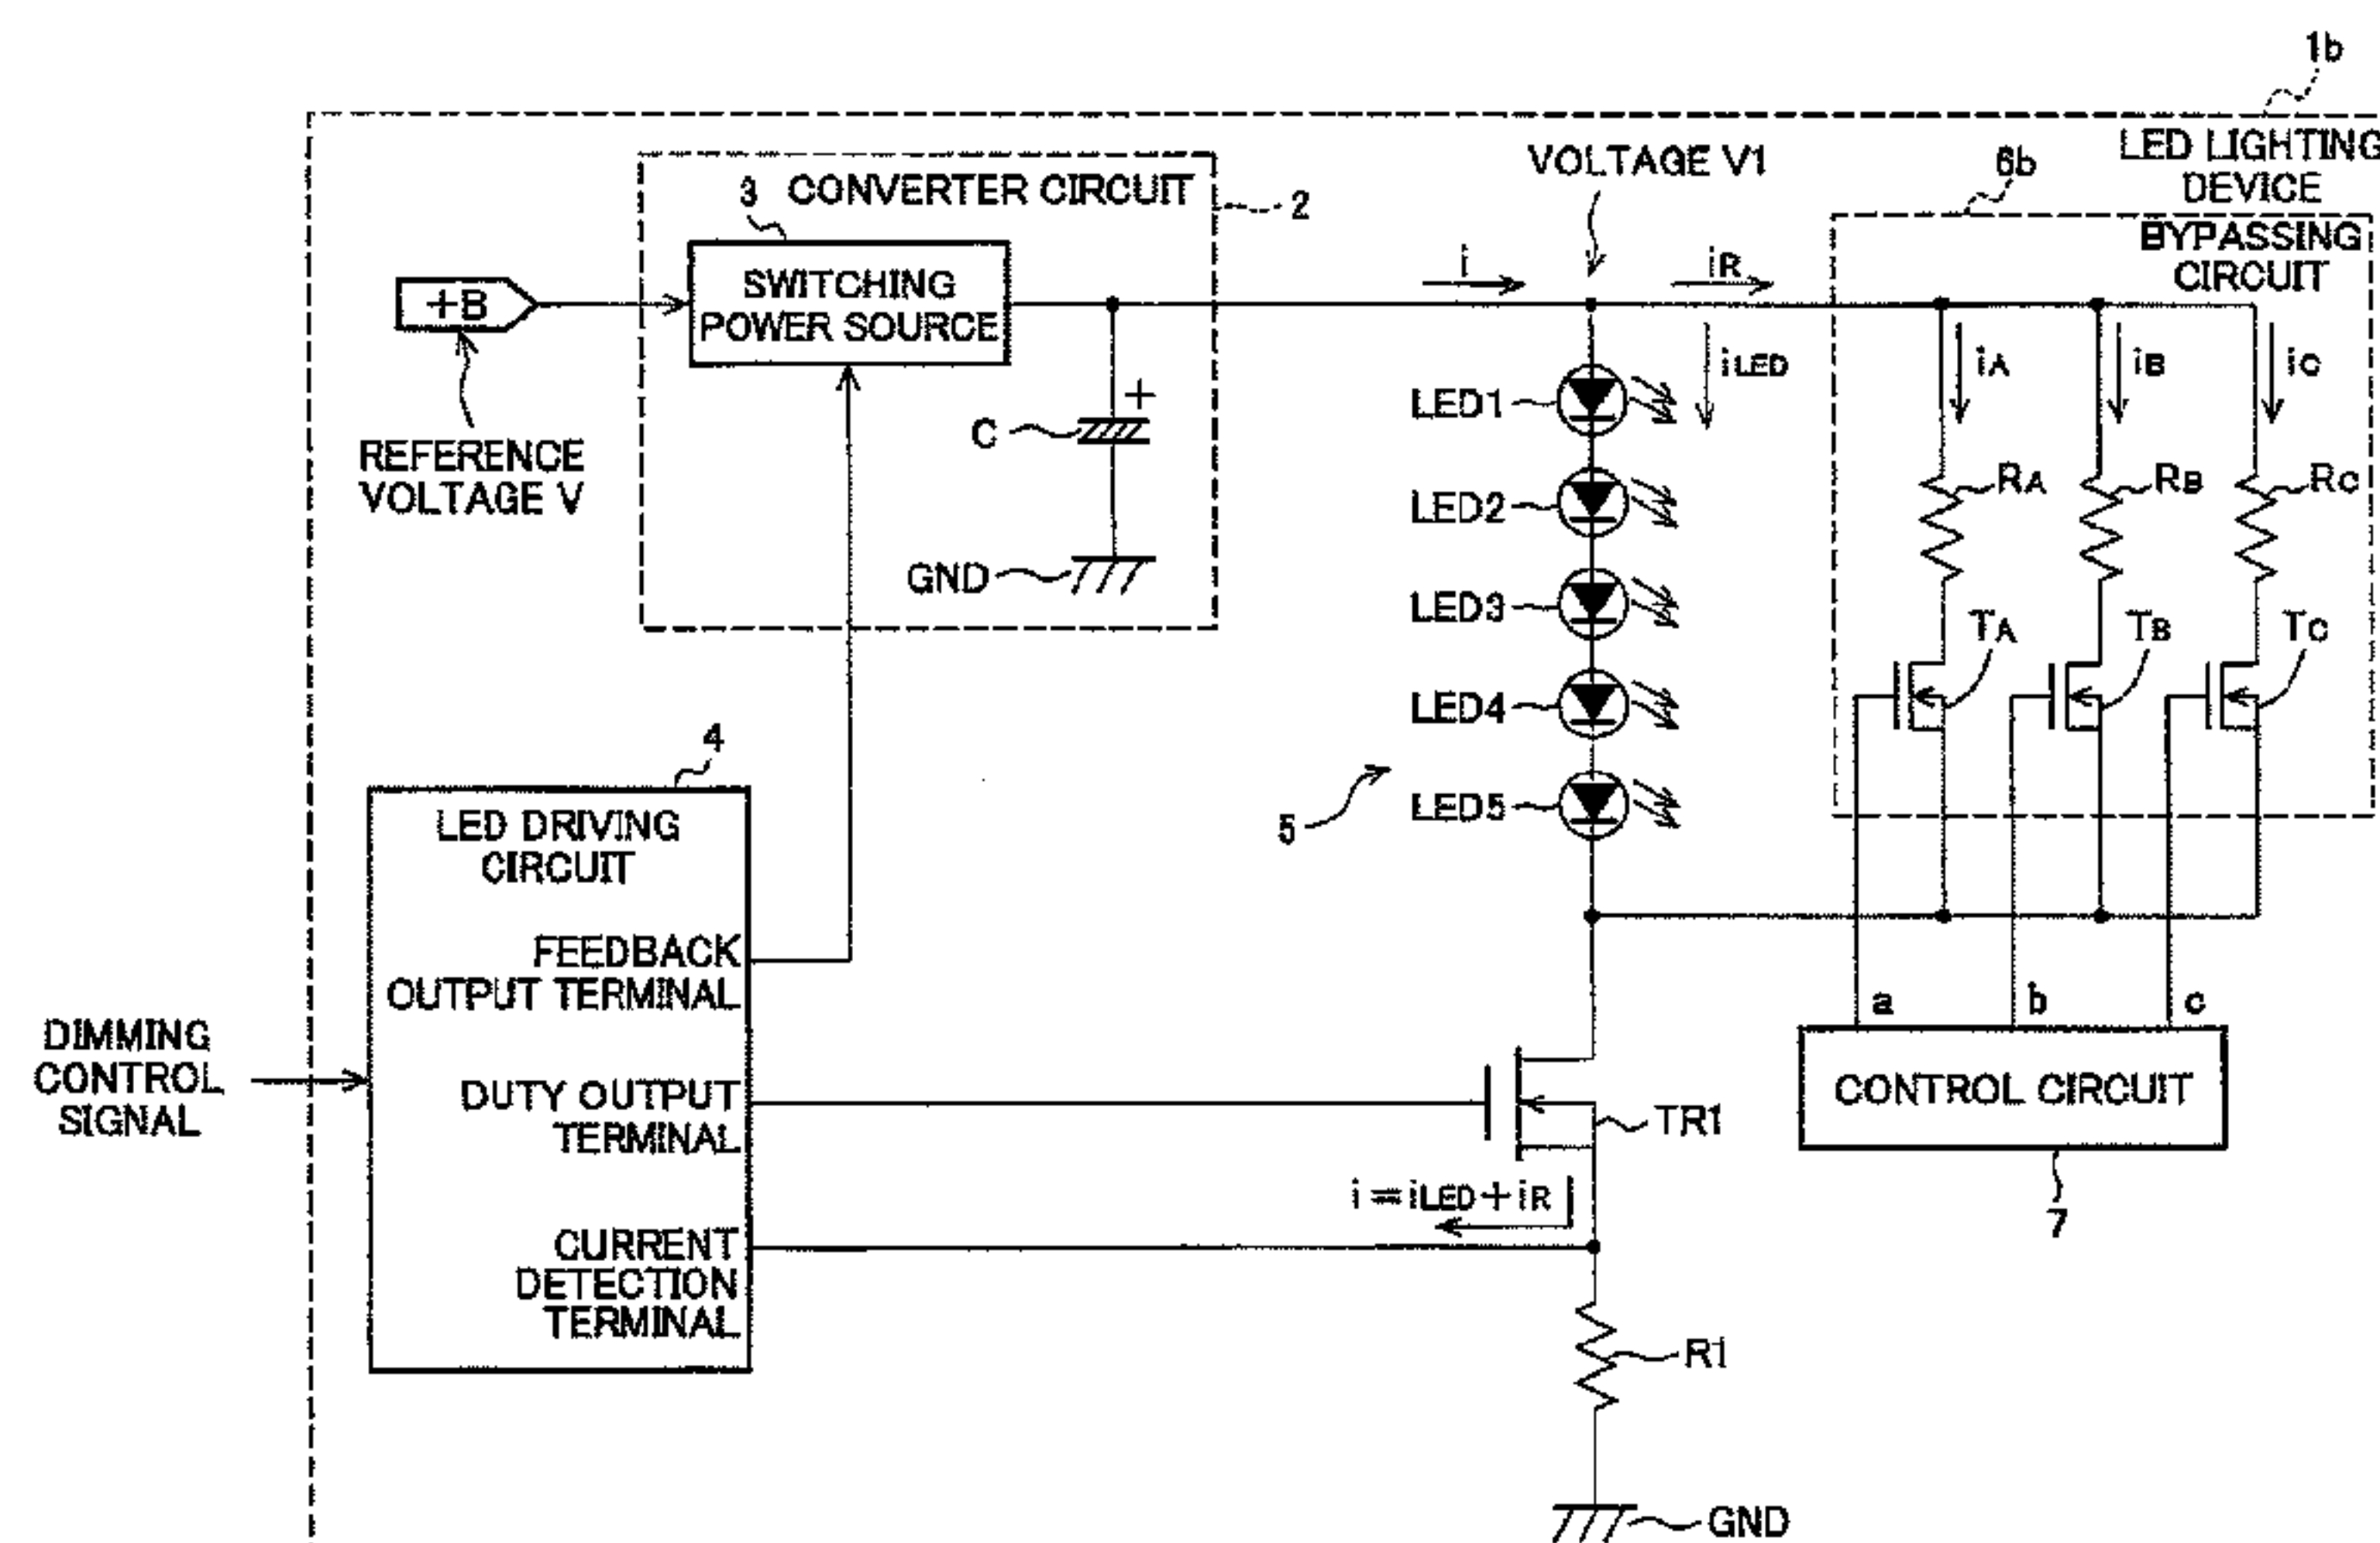 1b
LED LIGHTING
DEVICE
6b
BYPASSING
CIRCUIT
VOLTAGE V1
3
CONVERTER CIRCUIT
2
SWITCHING
POWER SOURCE
+B
REFERENCE
VOLTAGE V
C
+
GND
i
iR
iLED
iA
iB
iC
LED1
LED2
LED3
LED4
LED5
5
RA
RB
RC
TA
TB
TC
4
LED DRIVING
CIRCUIT
FEEDBACK
OUTPUT TERMINAL
DUTY OUTPUT
TERMINAL
CURRENT
DETECTION
TERMINAL
DIMMING
CONTROL
SIGNAL
a
b
c
CONTROL CIRCUIT
7
TR1
i=iLED+iR
R1
GND